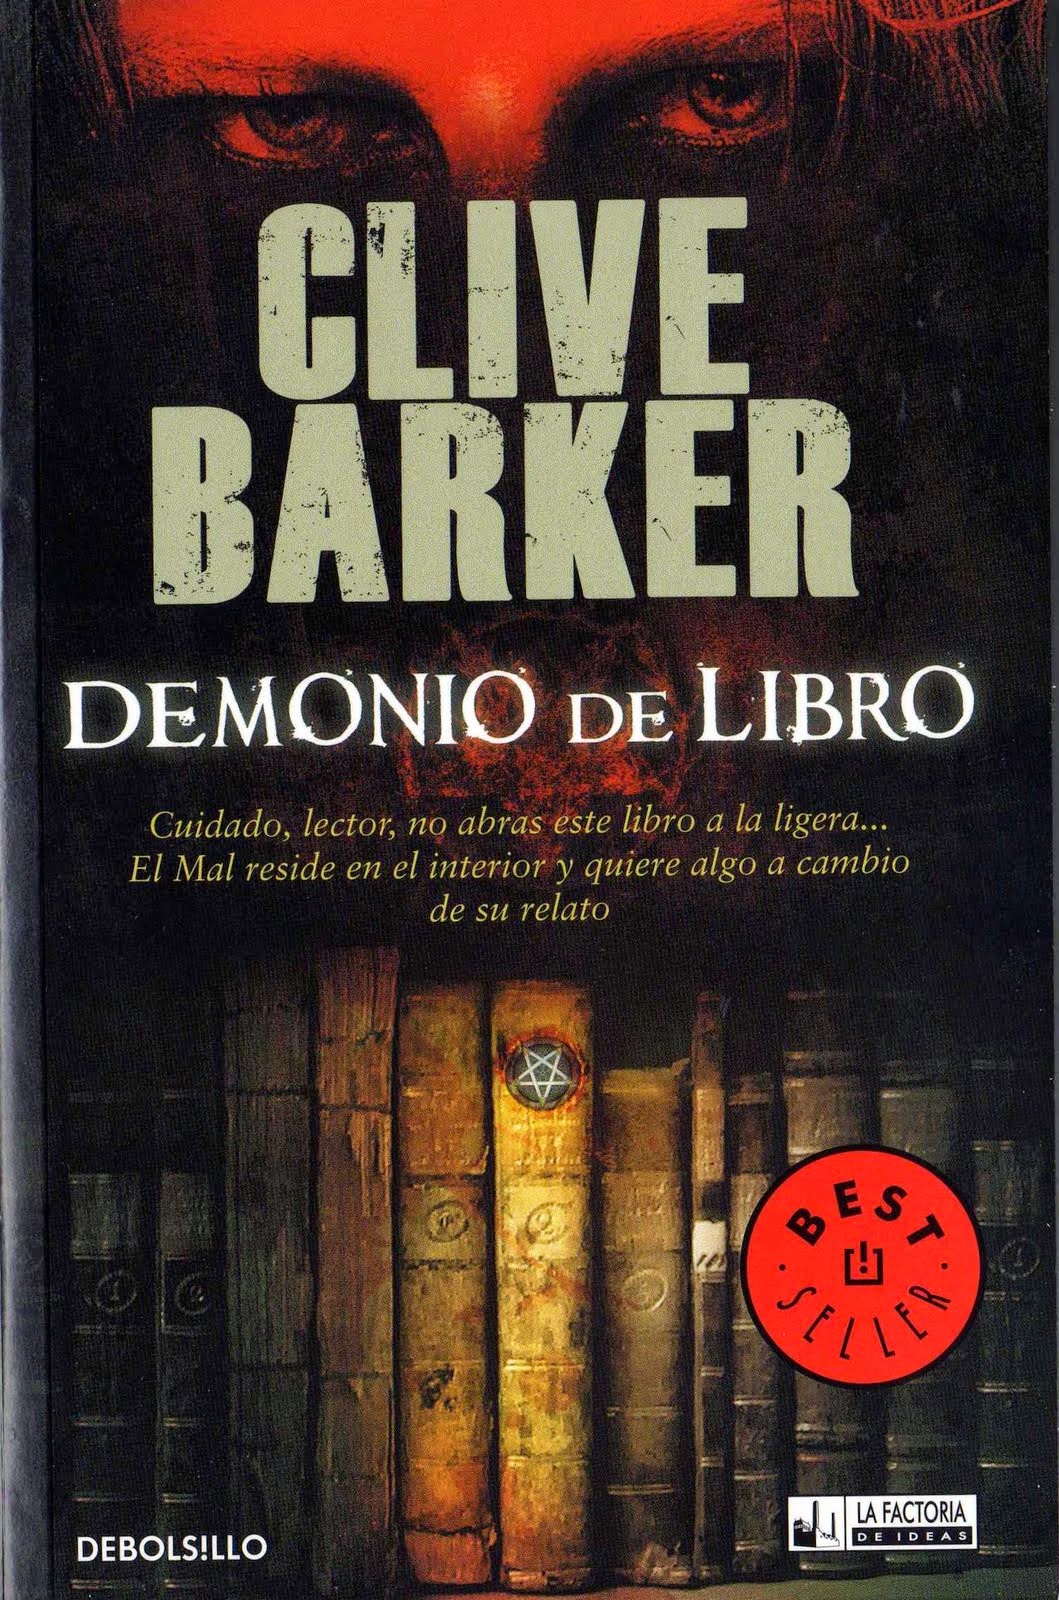 CLIVE
BARKER
DEMONIO DE LIBRO
Cuidado, lector, no abras este libro a la ligera...
El Mal reside en el interior y quiere algo a cambio
de su relato
BEST
SELLER
DEBOLS!LLO
LA FACTORIA
DE IDEAS